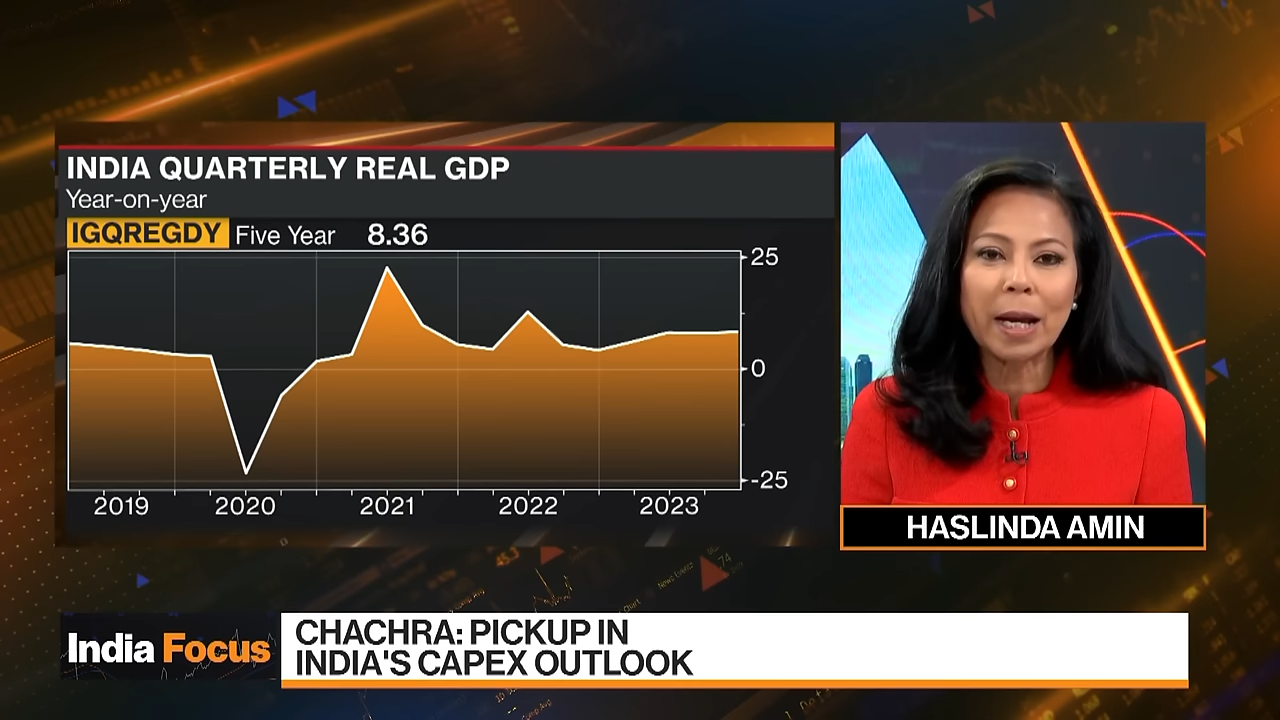 INDIA QUARTERLY REAL GDP
Year-on-year
IGQREGDY Five Year 8.36
25
0
-25
2019 2020 2021 2022 2023
HASLINDA AMIN
India Focus
CHACHRA: PICKUP IN
INDIA'S CAPEX OUTLOOK